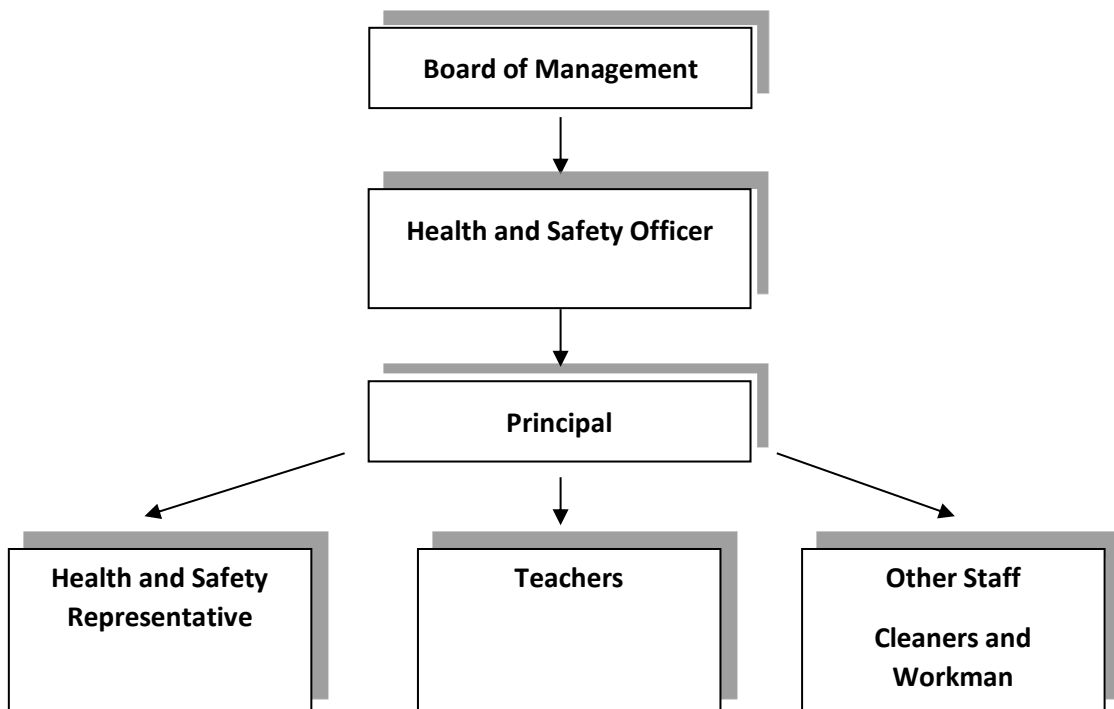 Board of Management
Health and Safety Officer
Principal
Health and Safety
Representative
Teachers
Other Staff
Cleaners and
Workman